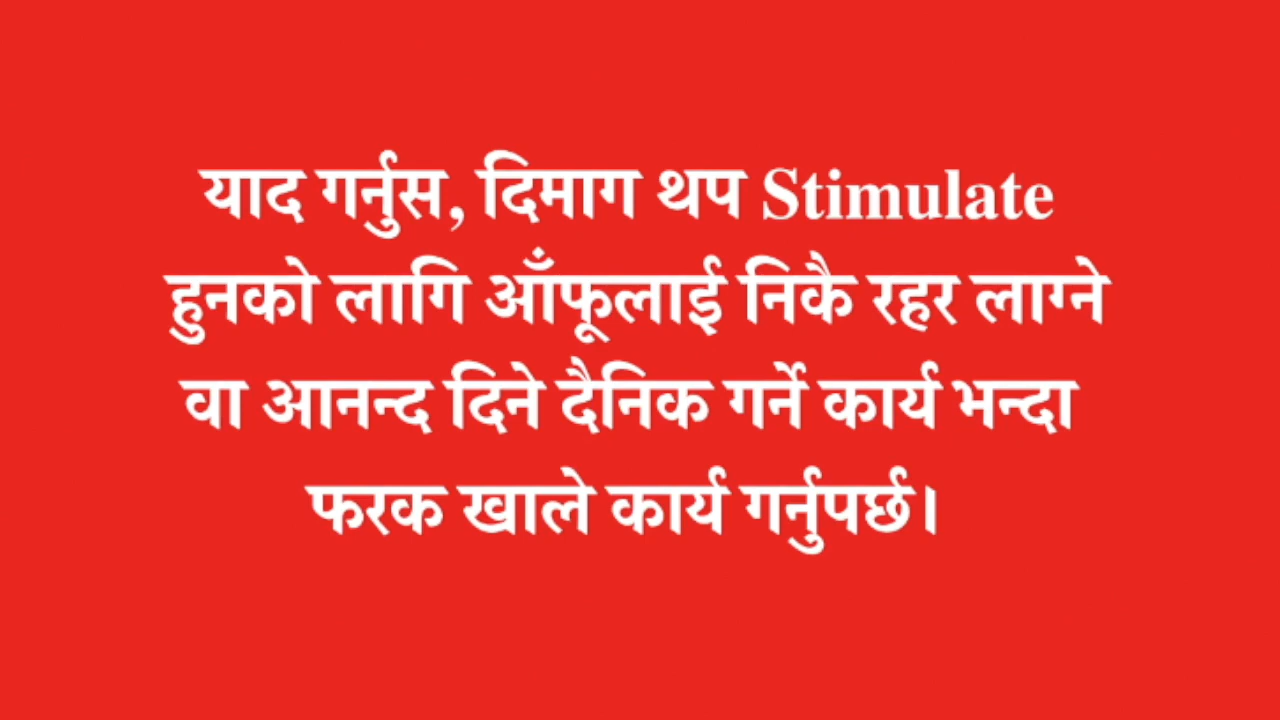 याद गर्नुस, दिमाग थप Stimulate
हुनको लागि आँफूलाई निकै रहर लाग्ने
वा आनन्द दिने दैनिक गर्ने कार्य भन्दा
फरक खाले कार्य गर्नुपर्छ।